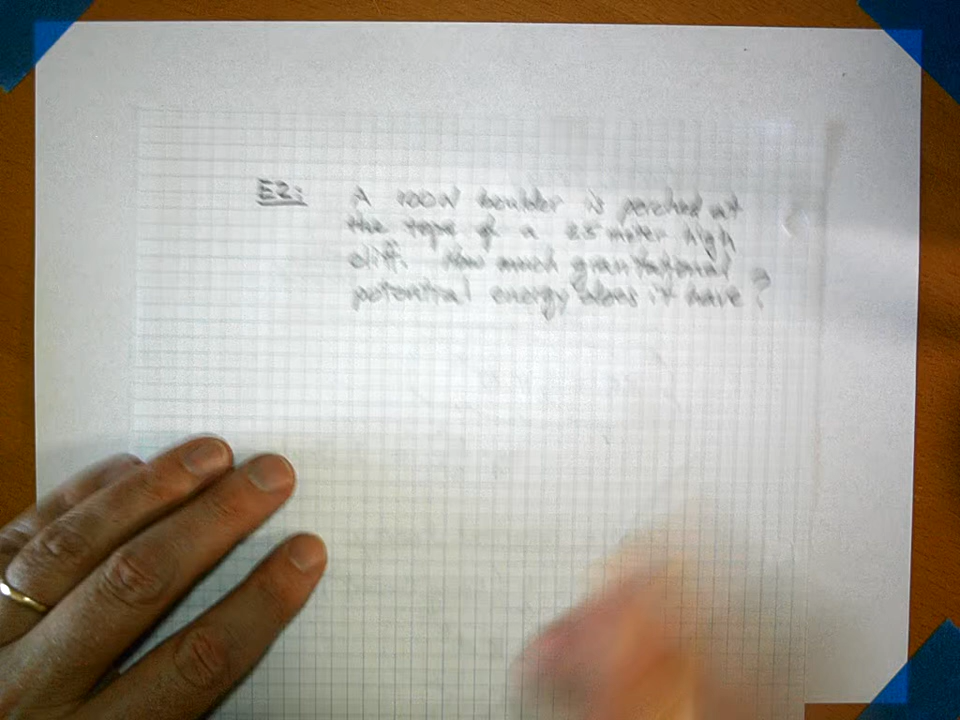 E2: A 100N boulder is perched at
the tope of a 25 meter high
cliff. How much gravitational
potential energy does it have?